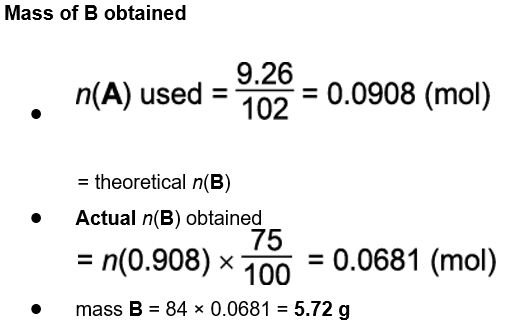 Mass of B obtained
• n(A) used = 9.26/102 = 0.0908 (mol)
= theoretical n(B)
• Actual n(B) obtained
= n(0.908) × 75/100 = 0.0681 (mol)
• mass B = 84 × 0.0681 = 5.72 g